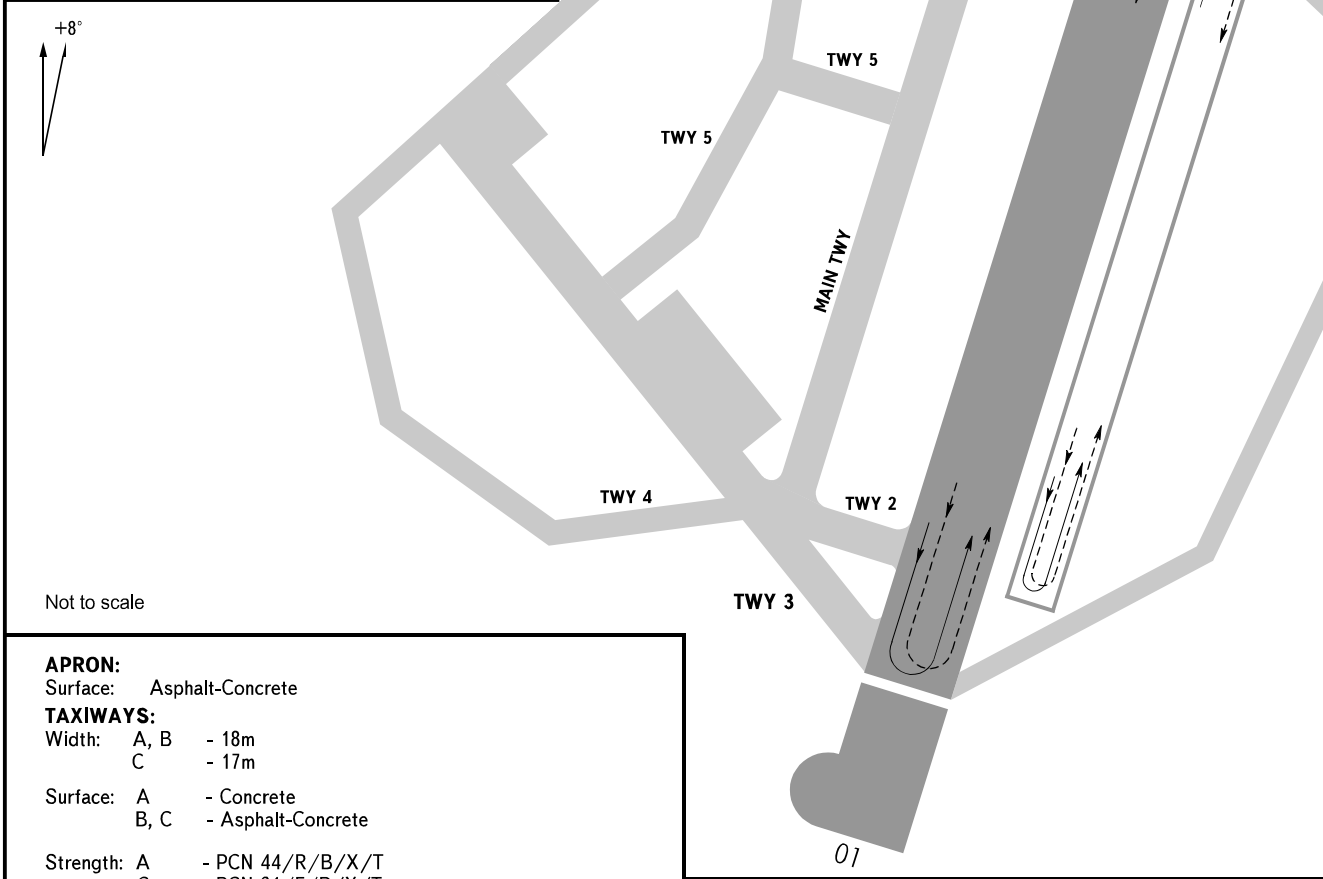 +8°
TWY 5
TWY 5
MAIN TWY
TWY 4
TWY 2
TWY 3
Not to scale
01
APRON:
Surface: Asphalt-Concrete
TAXIWAYS:
Width: A, B - 18m
C - 17m
Surface: A - Concrete
B, C - Asphalt-Concrete
Strength: A - PCN 44/R/B/X/T